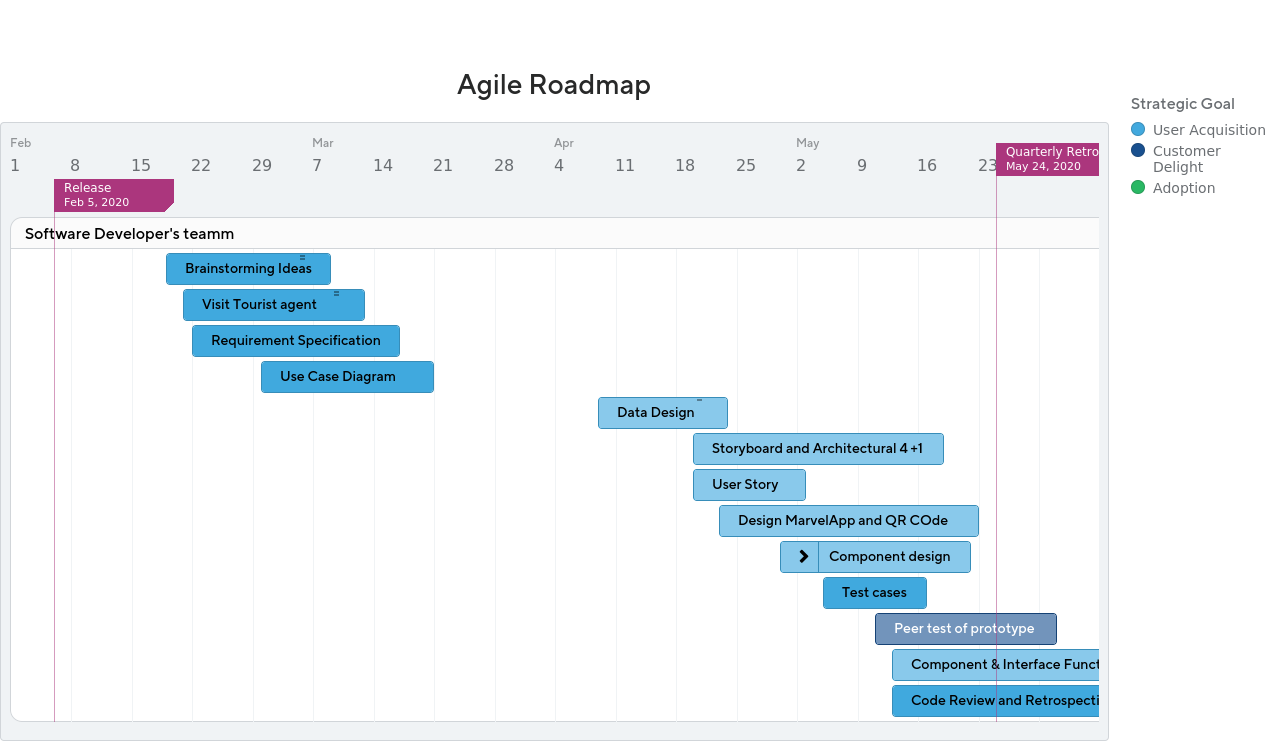 Agile Roadmap
Strategic Goal
User Acquisition
Customer
Delight
Adoption
Feb Mar Apr May
1 8 15 22 29 7 14 21 28 4 11 18 25 2 9 16 23
Quarterly Retro
May 24, 2020
Release
Feb 5, 2020
Software Developer's teamm
Brainstorming Ideas
Visit Tourist agent
Requirement Specification
Use Case Diagram
Data Design
Storyboard and Architectural 4 +1
User Story
Design MarvelApp and QR COde
Component design
Test cases
Peer test of prototype
Component & Interface Funct
Code Review and Retrospecti